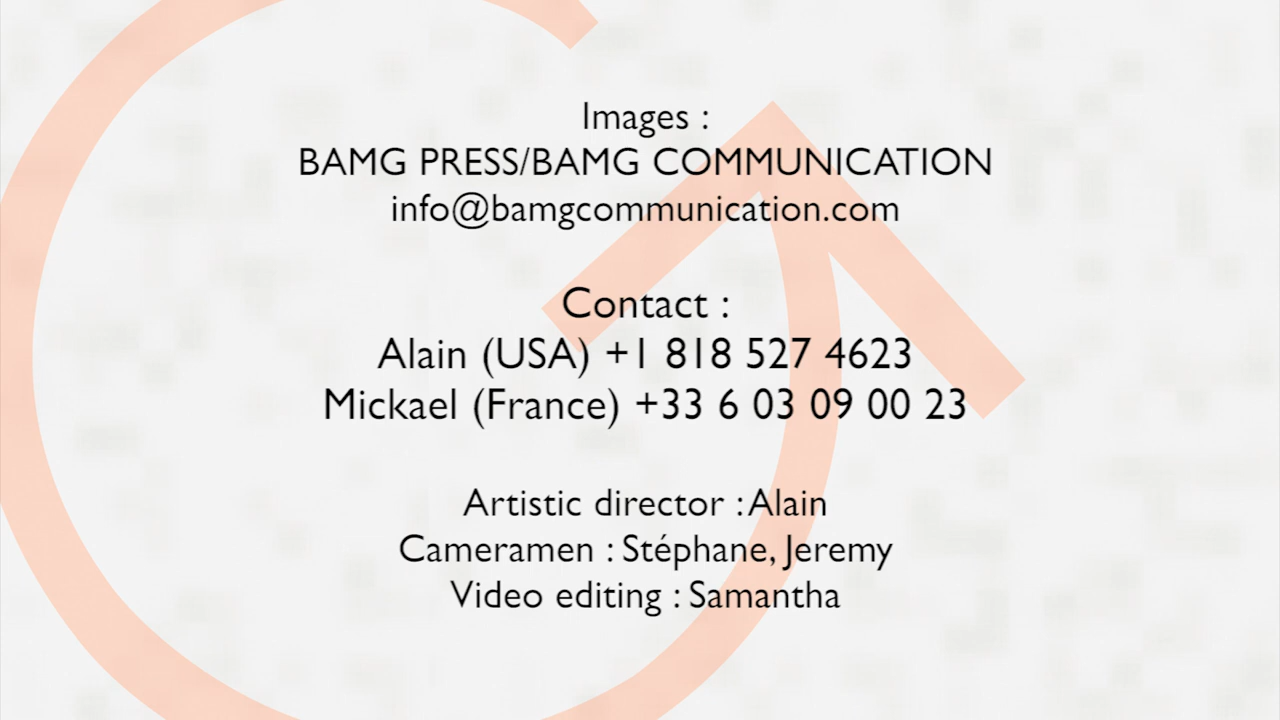 Images :
BAMG PRESS/BAMG COMMUNICATION
info@bamgcommunication.com
Contact :
Alain (USA) +1 818 527 4623
Mickael (France) +33 6 03 09 00 23
Artistic director : Alain
Cameramen : Stéphane, Jeremy
Video editing : Samantha